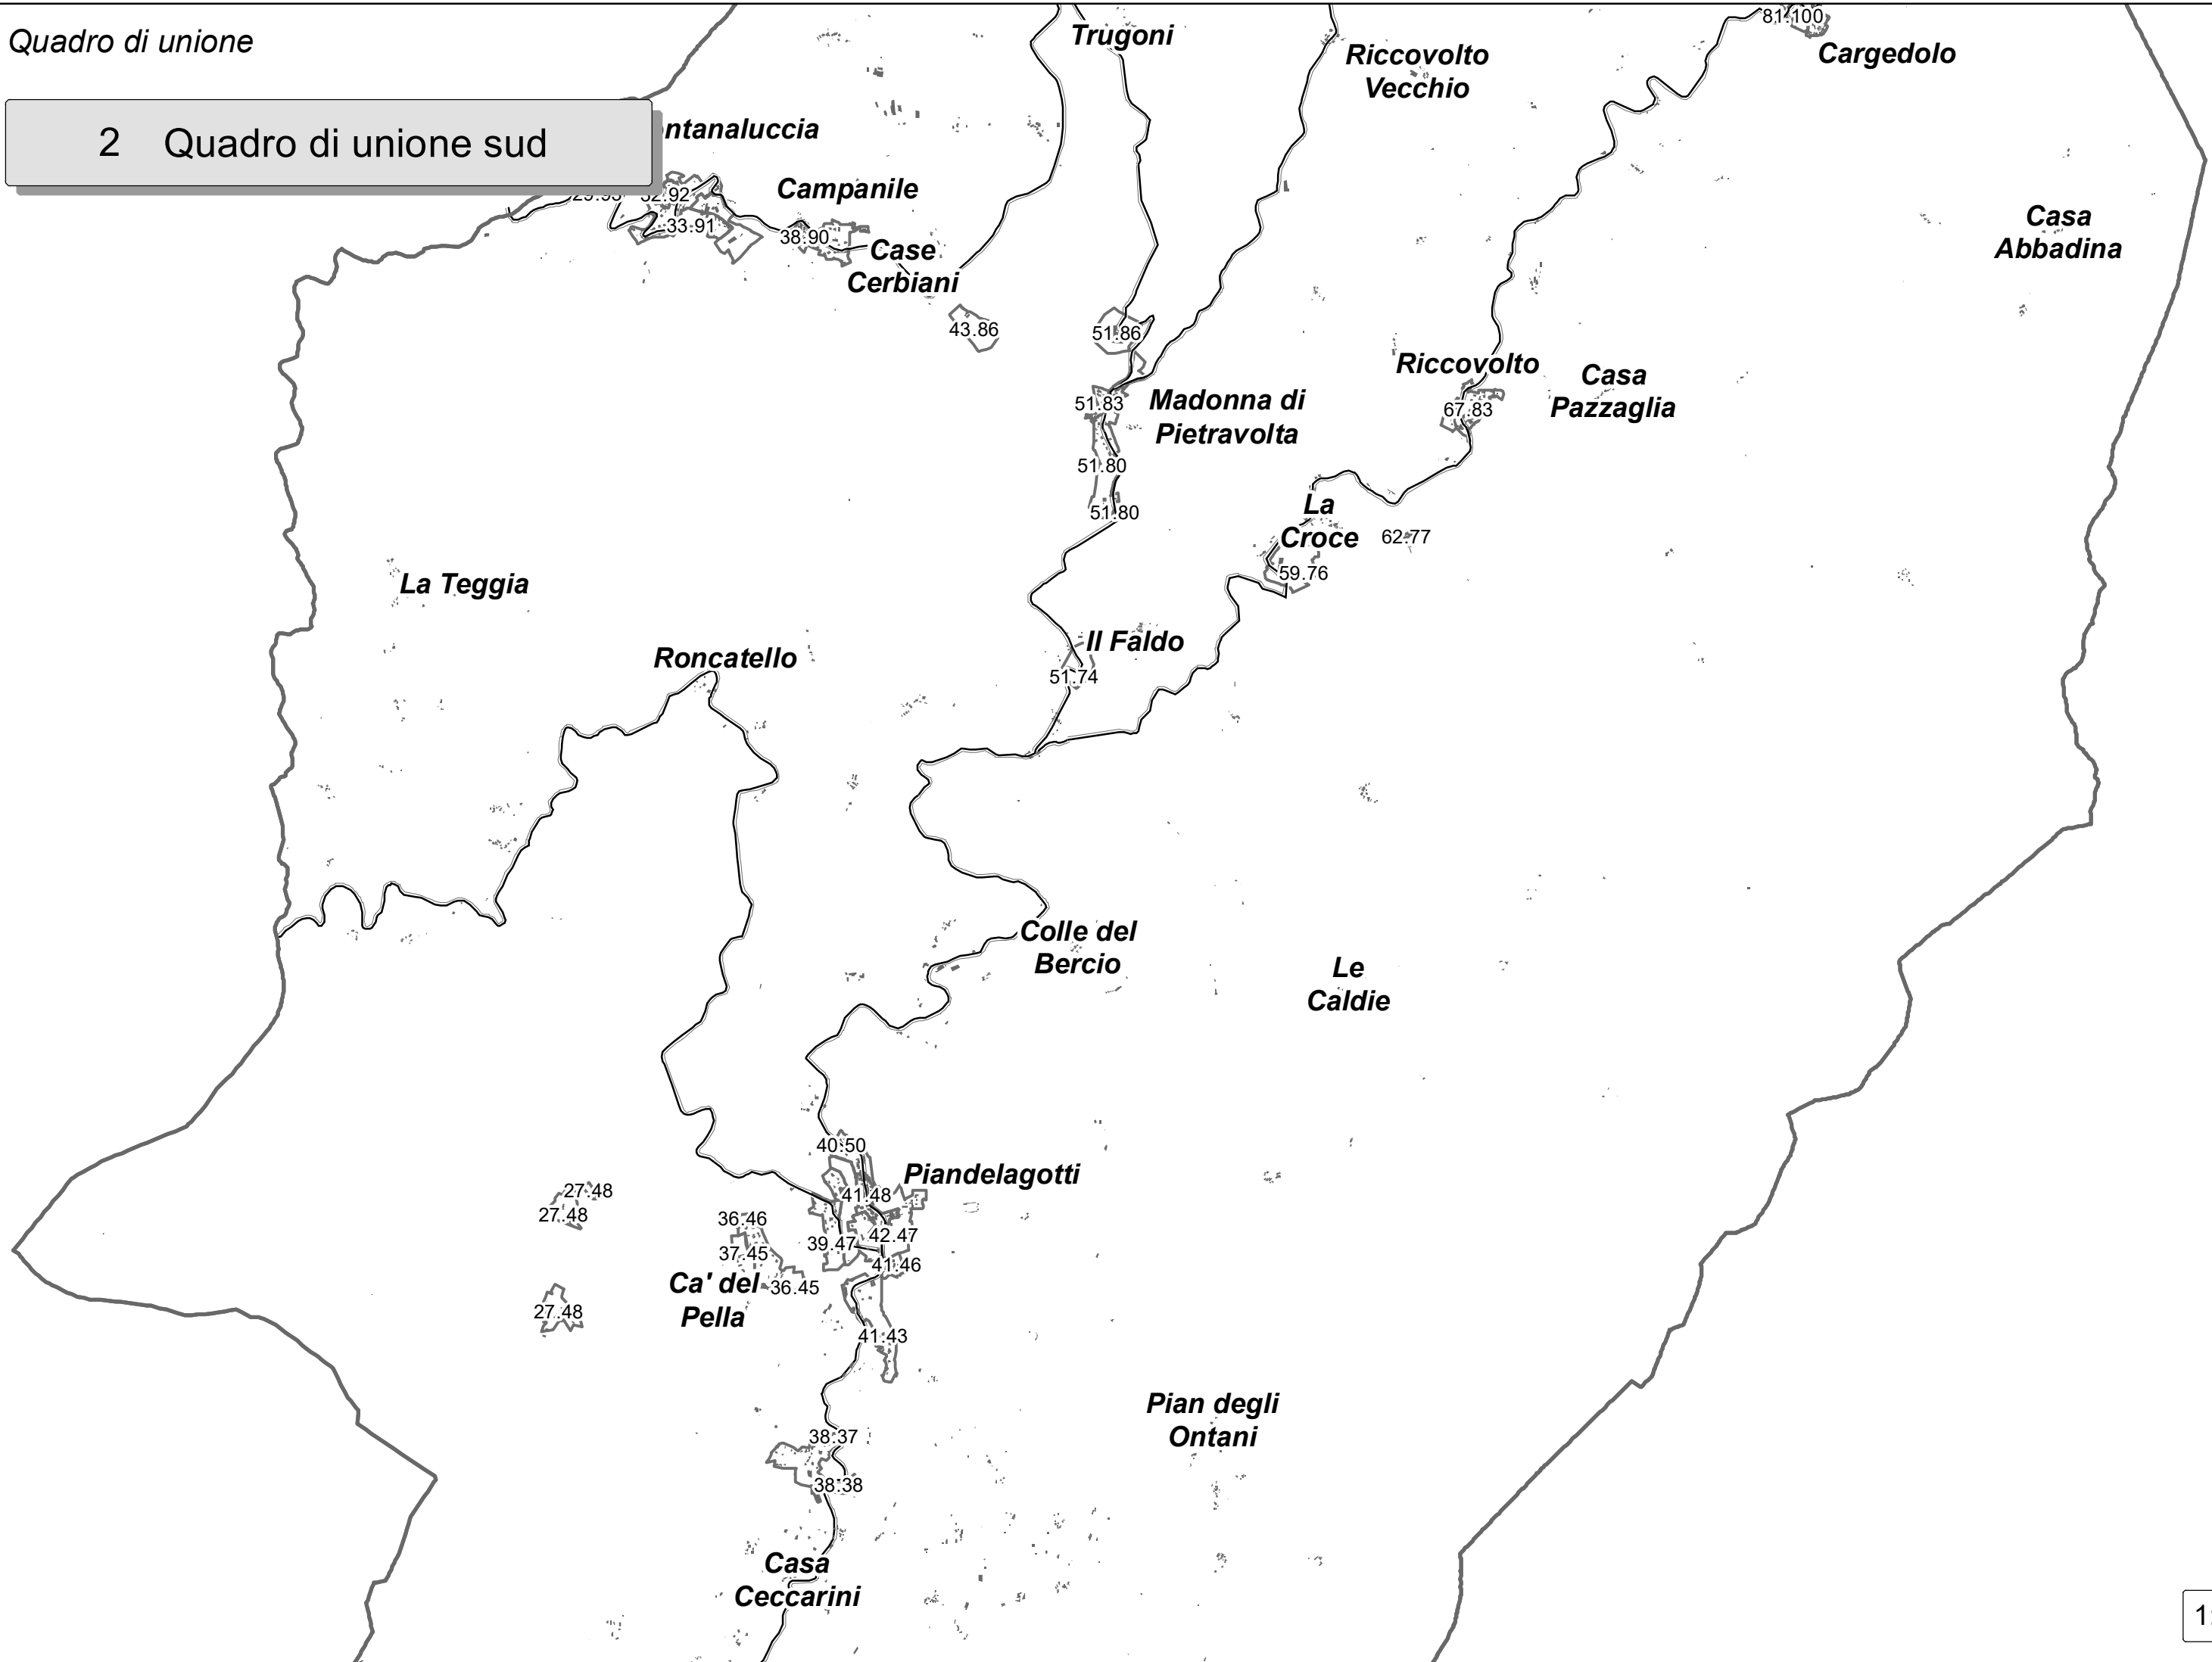 Quadro di unione
2 Quadro di unione sud
Trugoni
81.100
Riccovolto
Vecchio
Cargedolo
ntanaluccia
Campanile
32.92
33.91
38.90
Case
Cerbiani
Casa
Abbadina
43.86
51.86
Riccovolto
Casa
Pazzaglia
51.83
Madonna di
Pietravolta
67.83
51.80
51.80
La
Croce
62.77
59.76
La Teggia
Roncatello
Il Faldo
51.74
Colle del
Bercio
Le
Caldie
40.50
Piandelagotti
27.48
27.48
41.48
36.46
42.47
39.47
37.45
41.46
Ca' del
Pella
36.45
27.48
41.43
Pian degli
Ontani
38.37
38.38
Casa
Ceccarini